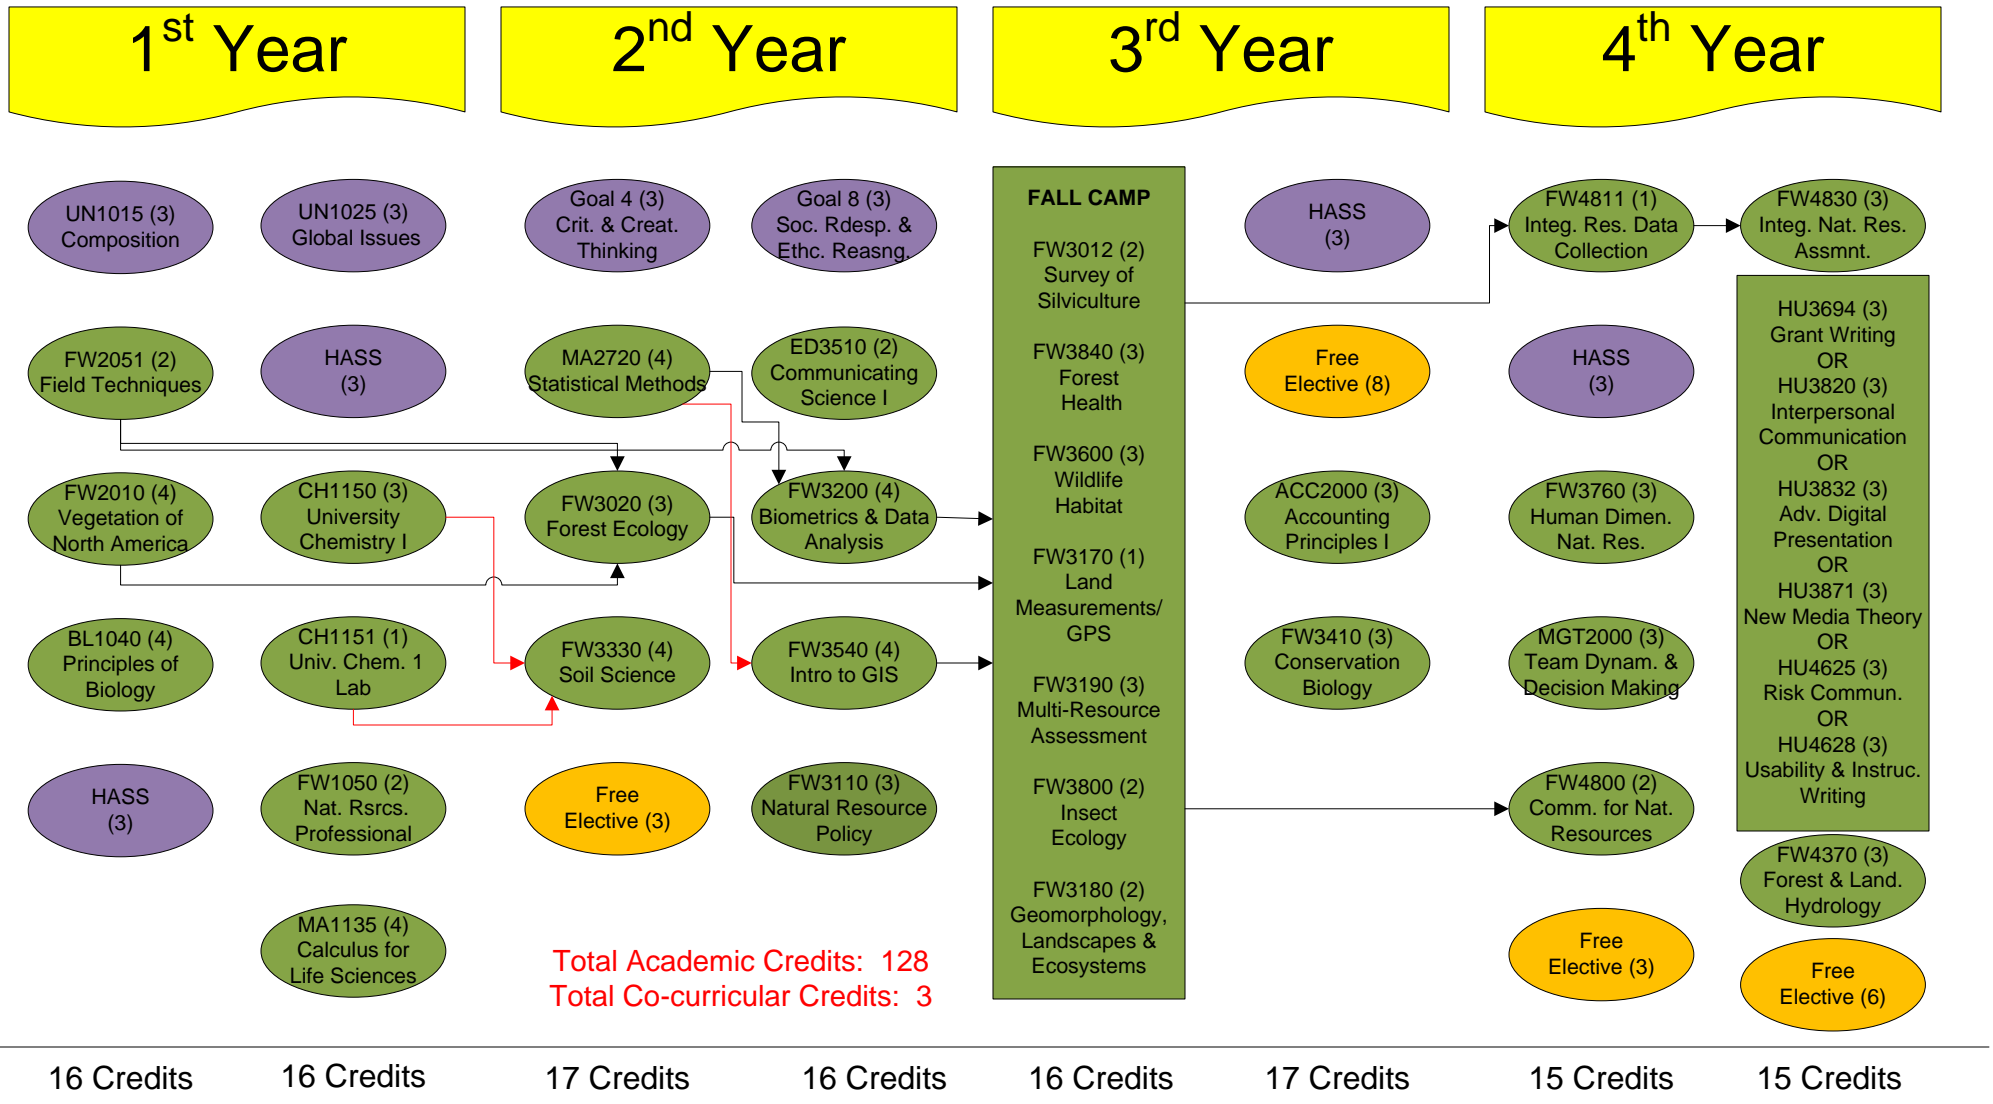 1st Year
2nd Year
3rd Year
4th Year
UN1015 (3)
Composition
FW2051 (2)
Field Techniques
FW2010 (4)
Vegetation of
North America
BL1040 (4)
Principles of
Biology
HASS
(3)
UN1025 (3)
Global Issues
HASS
(3)
CH1150 (3)
University
Chemistry I
CH1151 (1)
Univ. Chem. 1
Lab
FW1050 (2)
Nat. Rsrcs.
Professional
MA1135 (4)
Calculus for
Life Sciences
Goal 4 (3)
Crit. & Creat.
Thinking
MA2720 (4)
Statistical Methods
FW3020 (3)
Forest Ecology
FW3330 (4)
Soil Science
Free
Elective (3)
Goal 8 (3)
Soc. Rdesp. &
Ethc. Reasng.
ED3510 (2)
Communicating
Science I
FW3200 (4)
Biometrics & Data
Analysis
FW3540 (4)
Intro to GIS
FW3110 (3)
Natural Resource
Policy
Total Academic Credits: 128
Total Co-curricular Credits: 3
FALL CAMP
FW3012 (2)
Survey of
Silviculture
FW3840 (3)
Forest
Health
FW3600 (3)
Wildlife
Habitat
FW3170 (1)
Land
Measurements/
GPS
FW3190 (3)
Multi-Resource
Assessment
FW3800 (2)
Insect
Ecology
FW3180 (2)
Geomorphology,
Landscapes &
Ecosystems
HASS
(3)
Free
Elective (8)
ACC2000 (3)
Accounting
Principles I
FW3410 (3)
Conservation
Biology
FW4811 (1)
Integ. Res. Data
Collection
HASS
(3)
FW3760 (3)
Human Dimen.
Nat. Res.
MGT2000 (3)
Team Dynam. &
Decision Making
FW4800 (2)
Comm. for Nat.
Resources
Free
Elective (3)
FW4830 (3)
Integ. Nat. Res.
Assmnt.
HU3694 (3)
Grant Writing
OR
HU3820 (3)
Interpersonal
Communication
OR
HU3832 (3)
Adv. Digital
Presentation
OR
HU3871 (3)
New Media Theory
OR
HU4625 (3)
Risk Commun.
OR
HU4628 (3)
Usability & Instruc.
Writing
FW4370 (3)
Forest & Land.
Hydrology
Free
Elective (6)
16 Credits
16 Credits
17 Credits
16 Credits
16 Credits
17 Credits
15 Credits
15 Credits